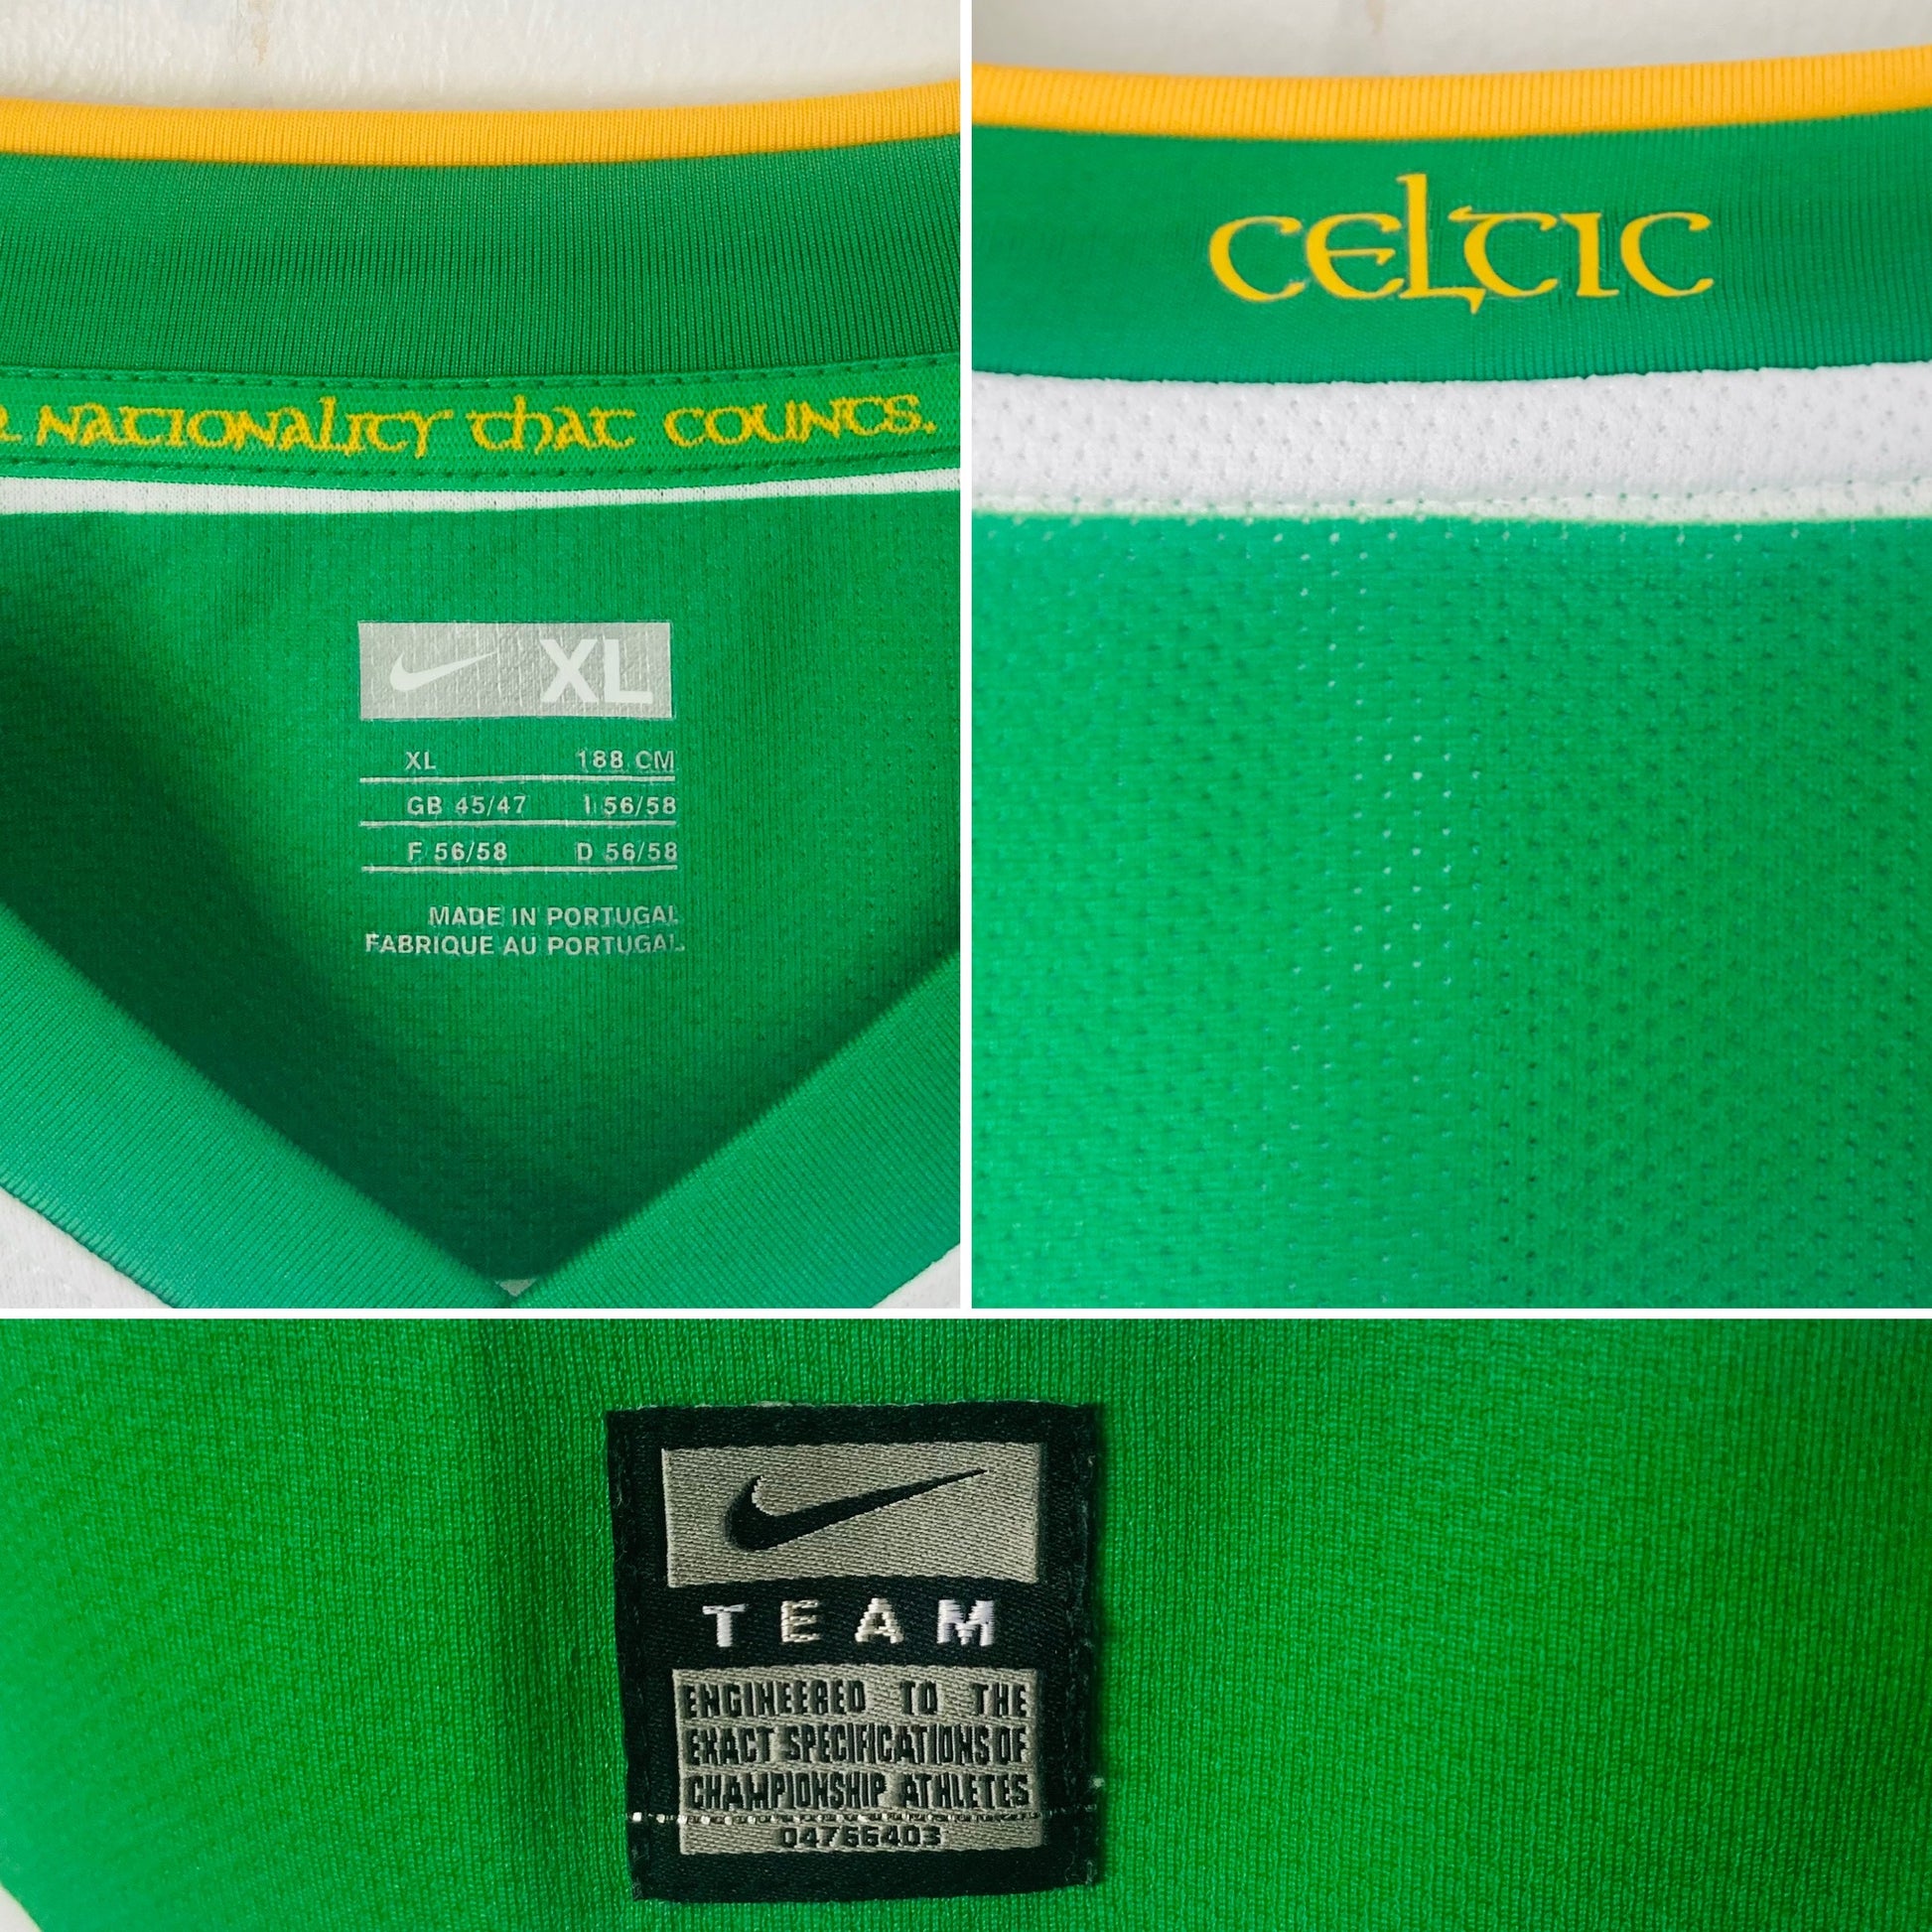 NATIONALITY THAT COUNTS.
XL
XL 188 CM
GB 45/47 I 56/58
F 56/58 D 56/58
MADE IN PORTUGAL
FABRIQUE AU PORTUGAL
CELTIC
TEAM
ENGINEERED TO THE
EXACT SPECIFICATIONS OF
CHAMPIONSHIP ATHLETES
04766403